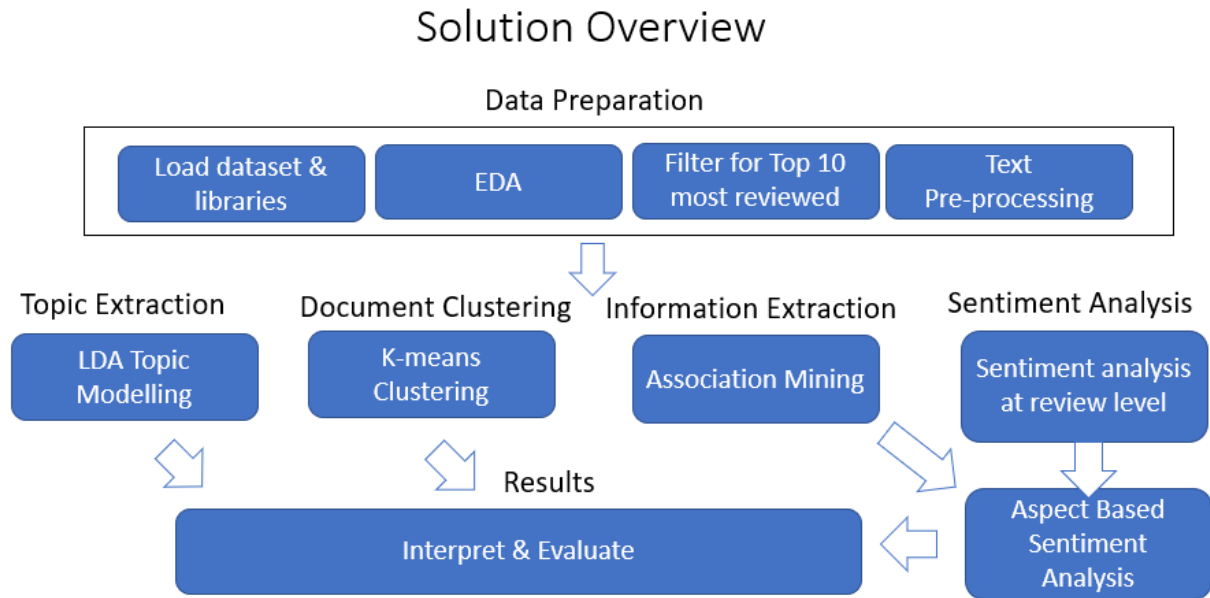 Solution Overview
Data Preparation
Load dataset &
libraries
EDA
Filter for Top 10
most reviewed
Text
Pre-processing
Topic Extraction
LDA Topic
Modelling
Document Clustering
K-means
Clustering
Information Extraction
Association Mining
Sentiment Analysis
Sentiment analysis
at review level
Aspect Based
Sentiment
Analysis
Results
Interpret & Evaluate